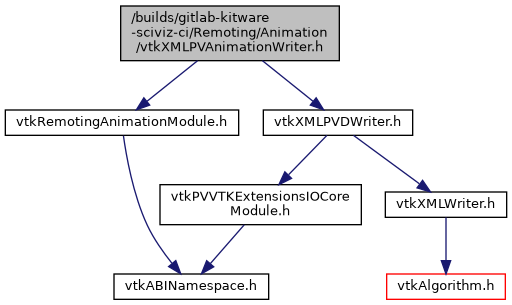 /builds/gitlab-kitware
-sciviz-ci/Remoting/Animation
/vtkXMLPVAnimationWriter.h
vtkRemotingAnimationModule.h
vtkXMLPVDWriter.h
vtkPVVTKExtensionsIOCore
Module.h
vtkXMLWriter.h
vtkABINamespace.h
vtkAlgorithm.h